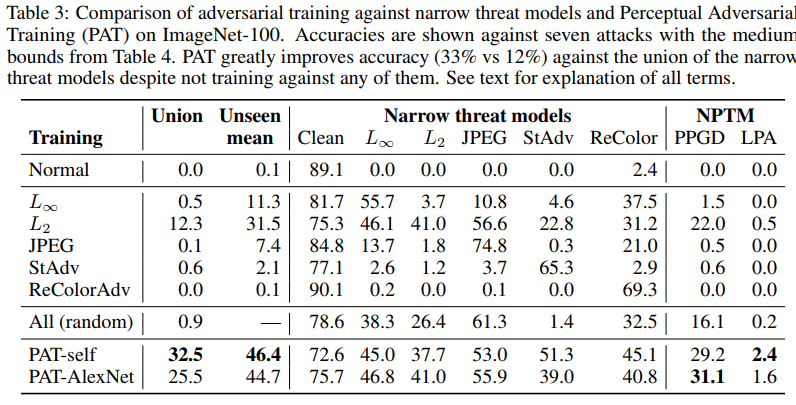 Table 3: Comparison of adversarial training against narrow threat models and Perceptual Adversarial
Training (PAT) on ImageNet-100. Accuracies are shown against seven attacks with the medium
bounds from Table 4. PAT greatly improves accuracy (33% vs 12%) against the union of the narrow
threat models despite not training against any of them. See text for explanation of all terms.
Union Unseen Narrow threat models NPTM
Training mean Clean L∞ L2 JPEG StAdv ReColor PPGD LPA
Normal 0.0 0.1 89.1 0.0 0.0 0.0 0.0 2.4 0.0 0.0
L∞ 0.5 11.3 81.7 55.7 3.7 10.8 4.6 37.5 1.5 0.0
L2 12.3 31.5 75.3 46.1 41.0 56.6 22.8 31.2 22.0 0.5
JPEG 0.1 7.4 84.8 13.7 1.8 74.8 0.3 21.0 0.5 0.0
StAdv 0.6 2.1 77.1 2.6 1.2 3.7 65.3 2.9 0.6 0.0
ReColorAdv 0.0 0.1 90.1 0.2 0.0 0.1 0.0 69.3 0.0 0.0
All (random) 0.9 — 78.6 38.3 26.4 61.3 1.4 32.5 16.1 0.2
PAT-self 32.5 46.4 72.6 45.0 37.7 53.0 51.3 45.1 29.2 2.4
PAT-AlexNet 25.5 44.7 75.7 46.8 41.0 55.9 39.0 40.8 31.1 1.6